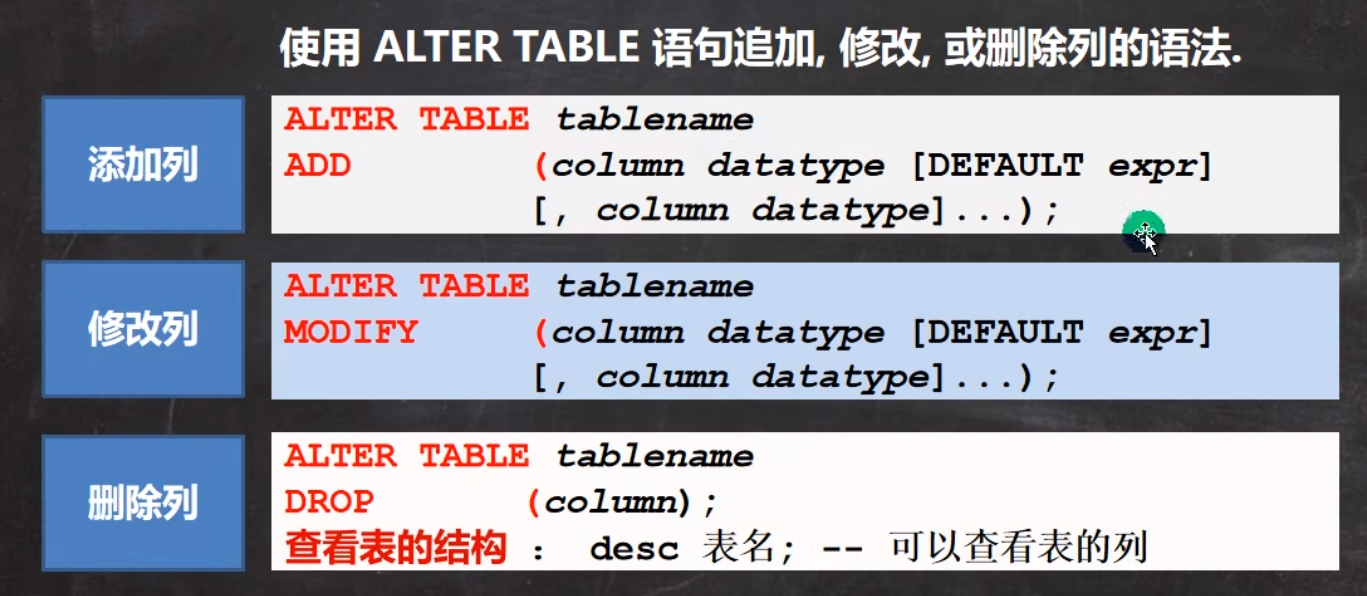 使用 ALTER TABLE 语句追加, 修改, 或删除列的语法.
添加列
ALTER TABLE tablename
ADD (column datatype [DEFAULT expr]
[, column datatype]...);
修改列
ALTER TABLE tablename
MODIFY (column datatype [DEFAULT expr]
[, column datatype]...);
删除列
ALTER TABLE tablename
DROP (column);
查看表的结构 : desc 表名; -- 可以查看表的列